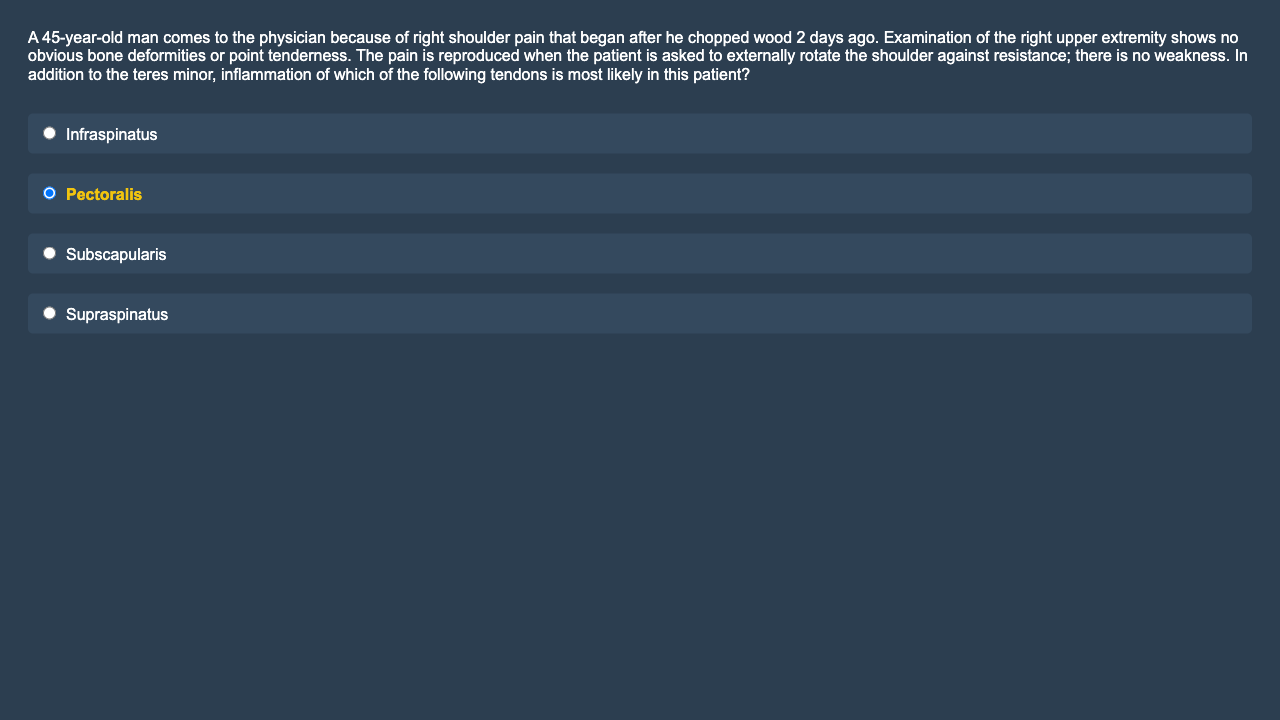 A 45-year-old man comes to the physician because of right shoulder pain that began after he chopped wood 2 days ago. Examination of the right upper extremity shows no
obvious bone deformities or point tenderness. The pain is reproduced when the patient is asked to externally rotate the shoulder against resistance; there is no weakness. In
addition to the teres minor, inflammation of which of the following tendons is most likely in this patient?
Infraspinatus
Pectoralis
Subscapularis
Supraspinatus